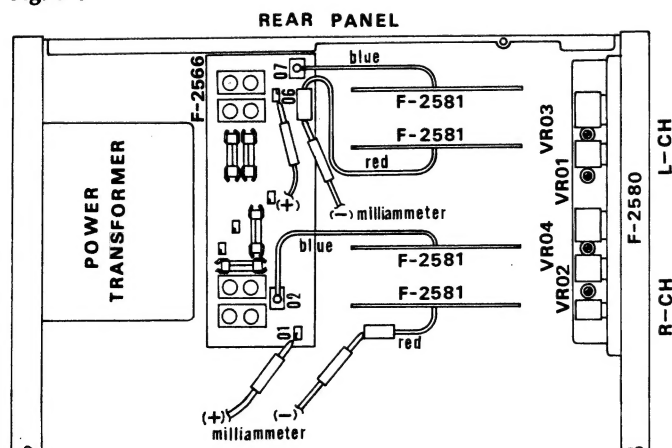 REAR PANEL
blue
07
F-2566
06
F-2581
F-2581
red
VR03
VR01
L-CH
POWER
TRANSFORMER
(+)
(-) milliammeter
F-2580
blue
VR04
F-2581
VR02
F-2581
02
R-CH
01
red
(+)
(-)
milliammeter